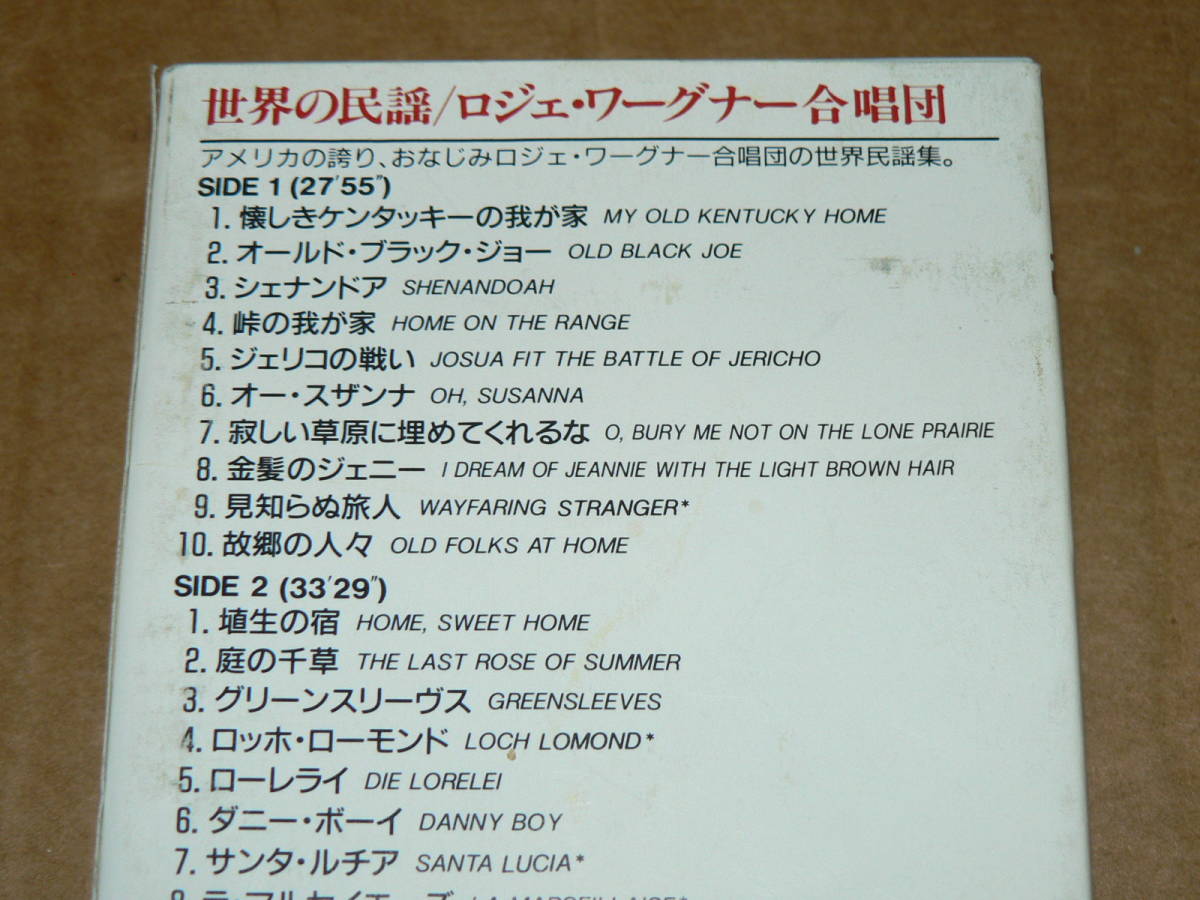 世界の民謡/ロジェ・ワーグナー合唱団
アメリカの誇り、おなじみロジェ・ワーグナー合唱団の世界民謡集。
SIDE 1 (27′55″)
1. 懐しきケンタッキーの我が家 MY OLD KENTUCKY HOME
2. オールド・ブラック・ジョー OLD BLACK JOE
3. シェナンドア SHENANDOAH
4. 峠の我が家 HOME ON THE RANGE
5. ジェリコの戦い JOSUA FIT THE BATTLE OF JERICHO
6. オー・スザンナ OH, SUSANNA
7. 寂しい草原に埋めてくれるな O, BURY ME NOT ON THE LONE PRAIRIE
8. 金髪のジェニー I DREAM OF JEANNIE WITH THE LIGHT BROWN HAIR
9. 見知らぬ旅人 WAYFARING STRANGER*
10. 故郷の人々 OLD FOLKS AT HOME
SIDE 2 (33′29″)
1. 埴生の宿 HOME, SWEET HOME
2. 庭の千草 THE LAST ROSE OF SUMMER
3. グリーンスリーヴス GREENSLEEVES
4. ロッホ・ローモンド LOCH LOMOND*
5. ローレライ DIE LORELEI
6. ダニー・ボーイ DANNY BOY
7. サンタ・ルチア SANTA LUCIA*
8. ラ・マルセイエーズ LA MARSEILLAISE*